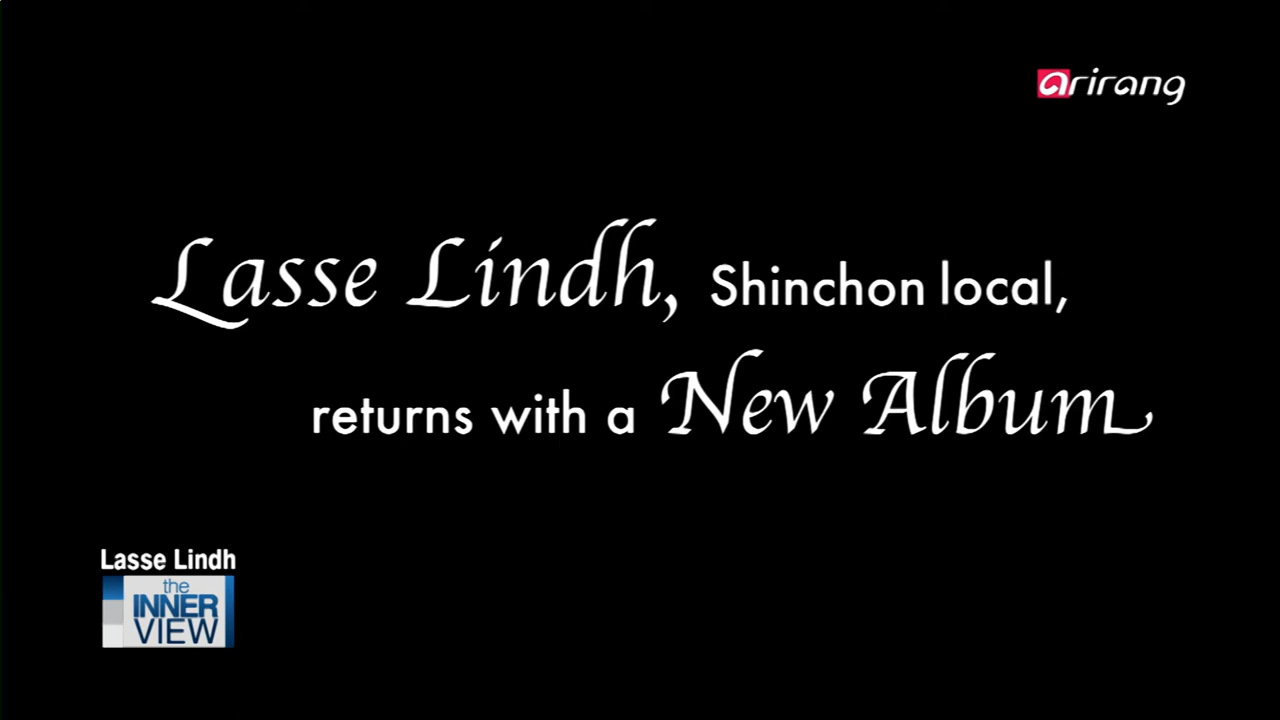 arirang
Lasse Lindh, Shinchon local,
returns with a New Album
Lasse Lindh
the
INNER
VIEW